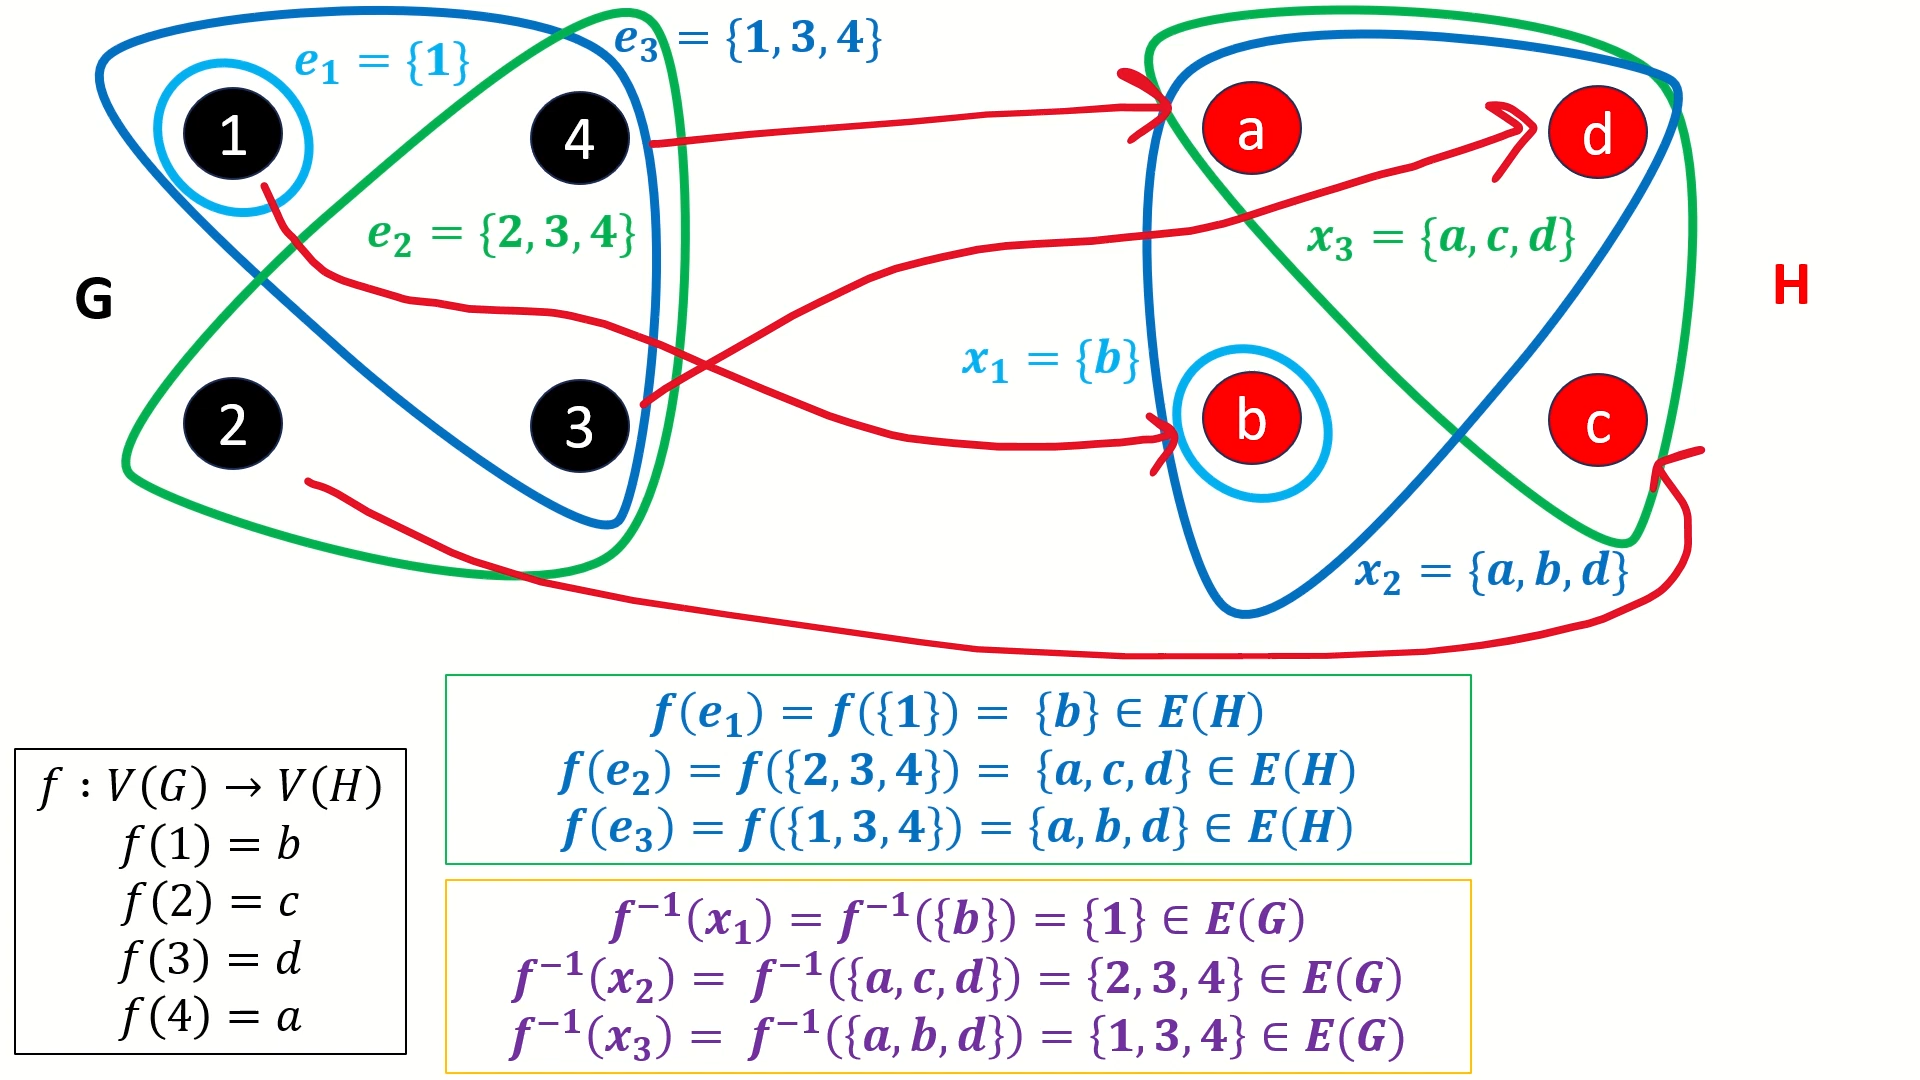 e₁ = {1}
e₃ = {1, 3, 4}
1
4
e₂ = {2, 3, 4}
G
2
3
a
d
x₃ = {a, c, d}
H
x₁ = {b}
b
c
x₂ = {a, b, d}
f(e₁) = f({1}) = {b} ∈ E(H)
f(e₂) = f({2, 3, 4}) = {a, c, d} ∈ E(H)
f(e₃) = f({1, 3, 4}) = {a, b, d} ∈ E(H)
f : V(G) → V(H)
f(1) = b
f(2) = c
f(3) = d
f(4) = a
f⁻¹(x₁) = f⁻¹({b}) = {1} ∈ E(G)
f⁻¹(x₂) = f⁻¹({a, c, d}) = {2, 3, 4} ∈ E(G)
f⁻¹(x₃) = f⁻¹({a, b, d}) = {1, 3, 4} ∈ E(G)